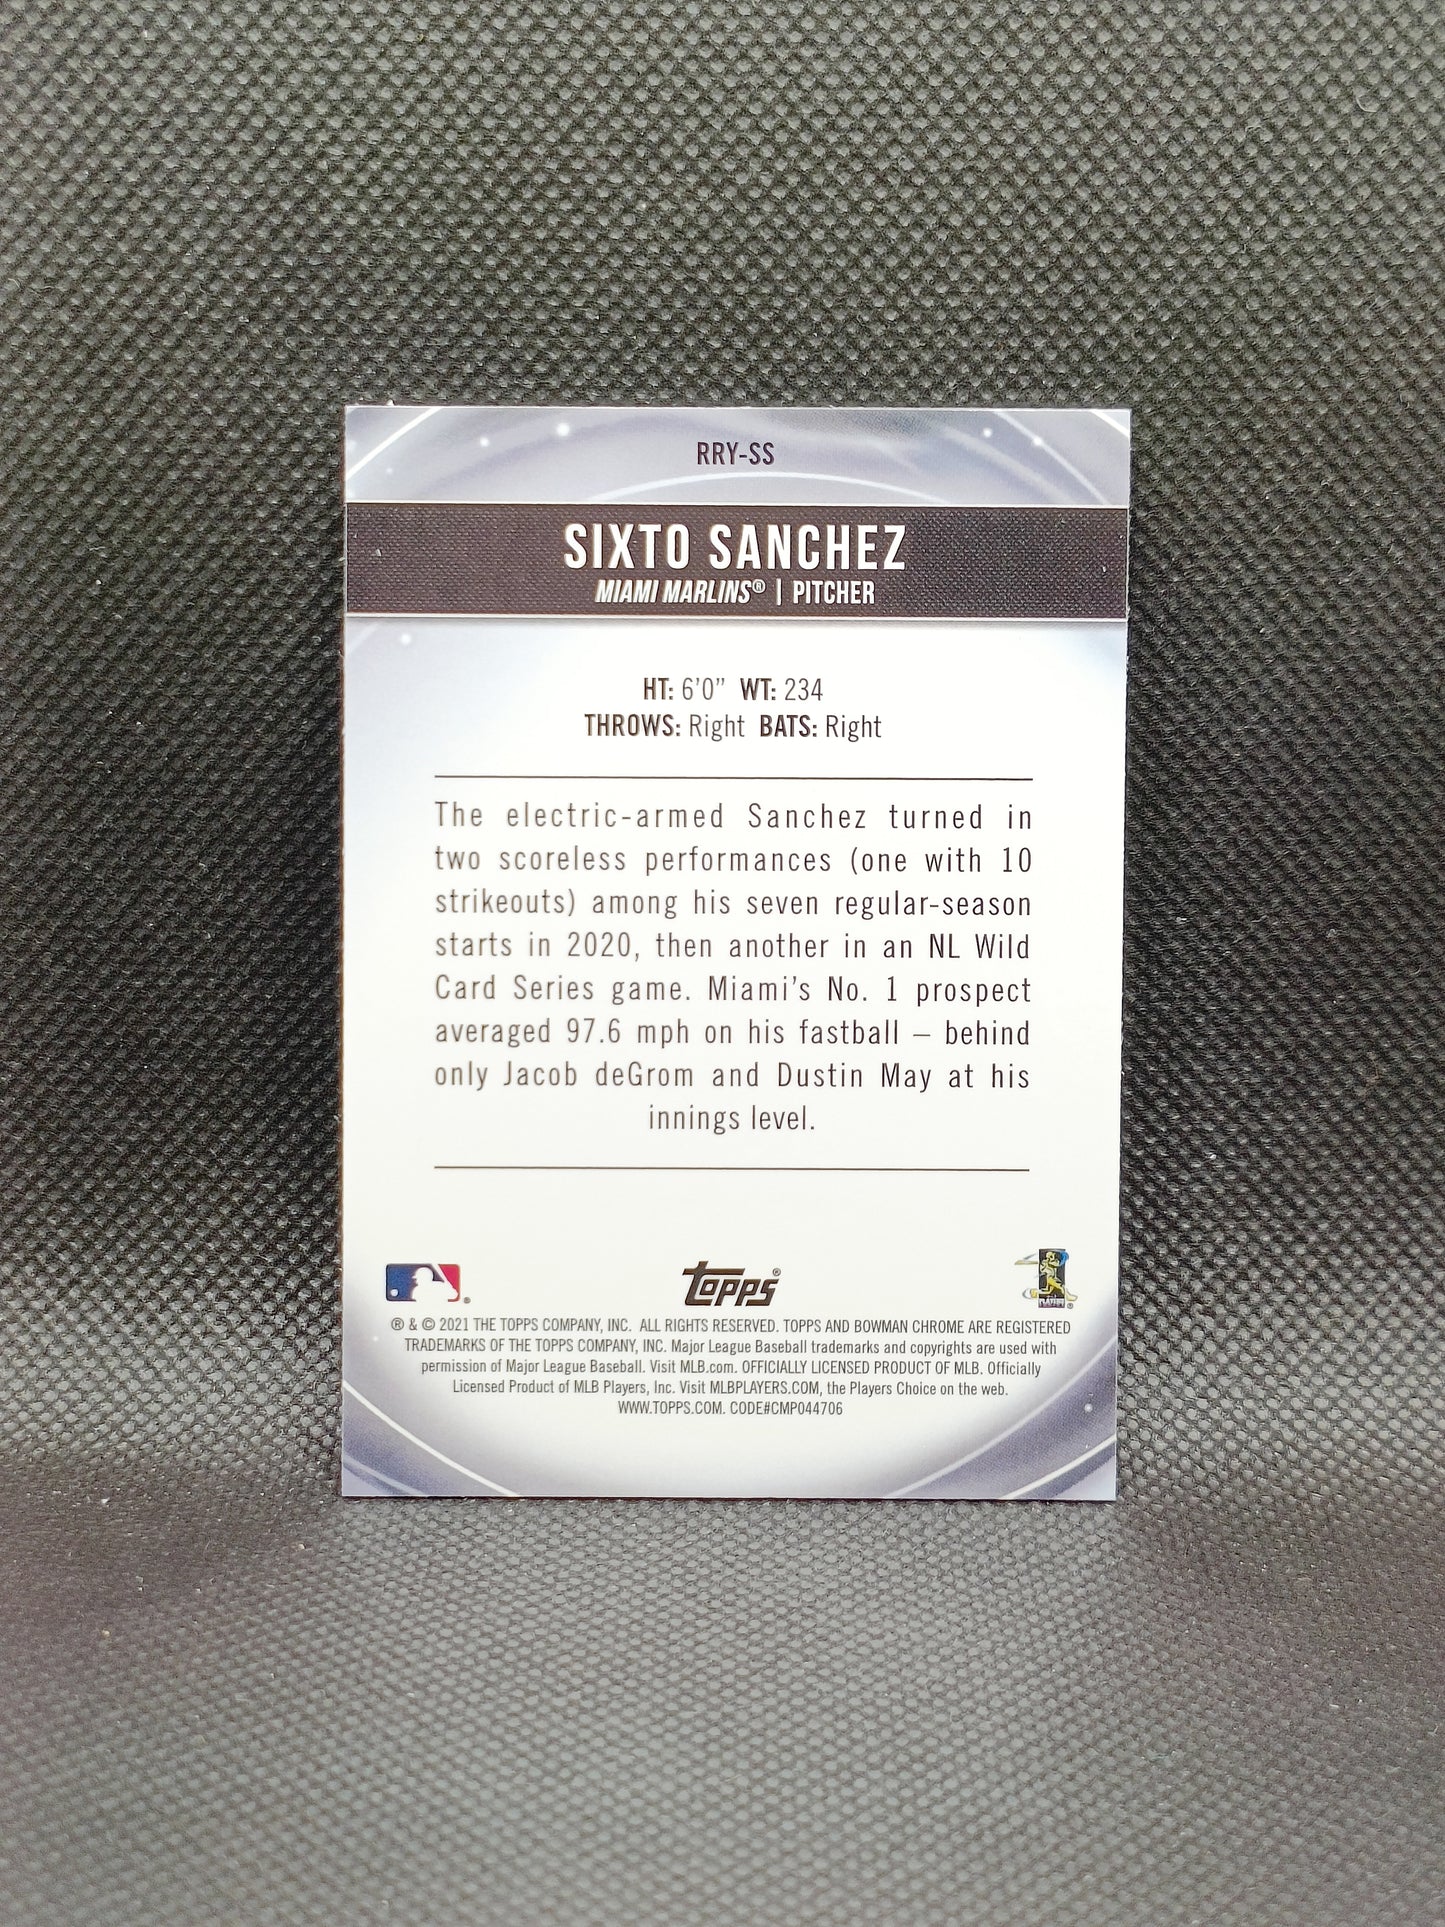 RRY-SS
SIXTO SANCHEZ
MIAMI MARLINS® | PITCHER
HT: 6'0" WT: 234
THROWS: Right BATS: Right
The electric-armed Sanchez turned in
two scoreless performances (one with 10
strikeouts) among his seven regular-season
starts in 2020, then another in an NL Wild
Card Series game. Miami's No. 1 prospect
averaged 97.6 mph on his fastball – behind
only Jacob deGrom and Dustin May at his
innings level.
Topps®
® & © 2021 THE TOPPS COMPANY, INC. ALL RIGHTS RESERVED. TOPPS AND BOWMAN CHROME ARE REGISTERED
TRADEMARKS OF THE TOPPS COMPANY, INC. Major League Baseball trademarks and copyrights are used with
permission of Major League Baseball. Visit MLB.com. OFFICIALLY LICENSED PRODUCT OF MLB. Officially
Licensed Product of MLB Players, Inc. Visit MLBPLAYERS.COM, the Players Choice on the web.
WWW.TOPPS.COM. CODE#CMP044706